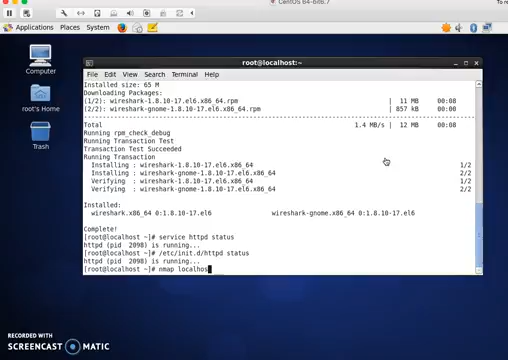 CentOS 64-bit6.7
To re
Applications Places System
Computer
root's Home
Trash
root@localhost:~
File Edit View Search Terminal Help
Installed size: 65 M
Downloading Packages:
(1/2): wireshark-1.8.10-17.el6.x86_64.rpm | 11 MB 00:08
(2/2): wireshark-gnome-1.8.10-17.el6.x86_64.rpm | 857 kB 00:08
--------------------------------------------------------------------------------
Total 1.4 MB/s | 12 MB 00:08
Running rpm_check_debug
Running Transaction Test
Transaction Test Succeeded
Running Transaction
Installing : wireshark-1.8.10-17.el6.x86_64 1/2
Installing : wireshark-gnome-1.8.10-17.el6.x86_64 2/2
Verifying : wireshark-1.8.10-17.el6.x86_64 1/2
Verifying : wireshark-gnome-1.8.10-17.el6.x86_64 2/2
Installed:
wireshark.x86_64 0:1.8.10-17.el6 wireshark-gnome.x86_64 0:1.8.10-17.el6
Complete!
[root@localhost ~]# service httpd status
httpd (pid 2098) is running...
[root@localhost ~]# /etc/init.d/httpd status
httpd (pid 2098) is running...
[root@localhost ~]# nmap localhos
RECORDED WITH
SCREENCAST MATIC